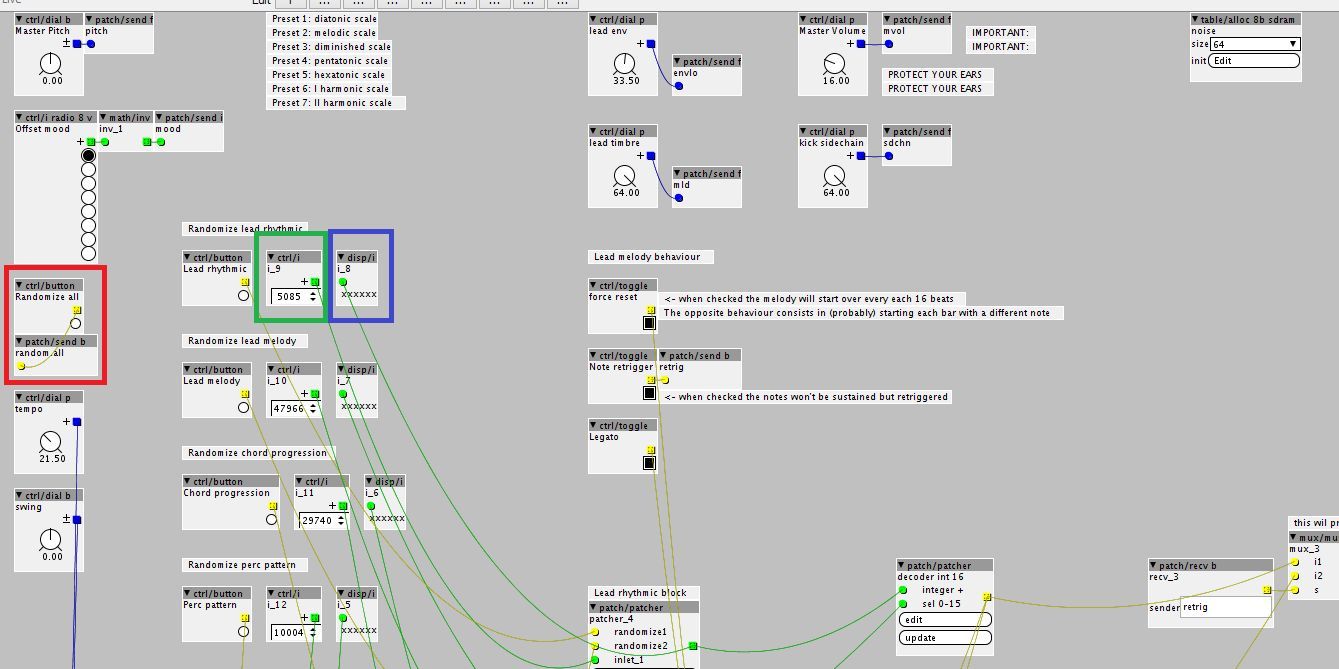 Edit
ctrl/dial b
Master Pitch
±
0.00
patch/send f
pitch
Preset 1: diatonic scale
Preset 2: melodic scale
Preset 3: diminished scale
Preset 4: pentatonic scale
Preset 5: hexatonic scale
Preset 6: I harmonic scale
Preset 7: II harmonic scale
ctrl/dial p
lead env
+
33.50
patch/send f
envlo
ctrl/dial p
Master Volume
+
16.00
patch/send f
mvol
IMPORTANT:
IMPORTANT:
PROTECT YOUR EARS
PROTECT YOUR EARS
table/alloc 8b sdram
noise
size 64
init Edit
ctrl/i radio 8 v
Offset mood
+
math/inv
inv_1
patch/send i
mood
ctrl/dial p
lead timbre
+
64.00
patch/send f
mld
ctrl/dial p
kick sidechain
+
64.00
patch/send f
sdchn
Randomize lead rhythmic
ctrl/button
Lead rhythmic
ctrl/i
i_9
+
5085
disp/i
i_8
xxxxxx
ctrl/button
Randomize all
patch/send b
random all
Randomize lead melody
ctrl/button
Lead melody
ctrl/i
i_10
+
47966
disp/i
i_7
xxxxxx
ctrl/dial p
tempo
+
21.50
Randomize chord progression
ctrl/button
Chord progression
ctrl/i
i_11
+
29740
disp/i
i_6
xxxxxx
ctrl/dial b
swing
±
0.00
Randomize perc pattern
ctrl/button
Perc pattern
ctrl/i
i_12
+
10004
disp/i
i_5
xxxxxx
Lead melody behaviour
ctrl/toggle
force reset
<- when checked the melody will start over every each 16 beats
The opposite behaviour consists in (probably) starting each bar with a different note
ctrl/toggle
Note retrigger
patch/send b
retrig
<- when checked the notes won't be sustained but retriggered
ctrl/toggle
Legato
Lead rhythmic block
patch/patcher
patcher_4
randomize1
randomize2
inlet_1
patch/patcher
decoder int 16
integer +
sel 0-15
edit
update
patch/recv b
recv_3
sender retrig
this wil pr
mux/mu
mux_3
i1
i2
s